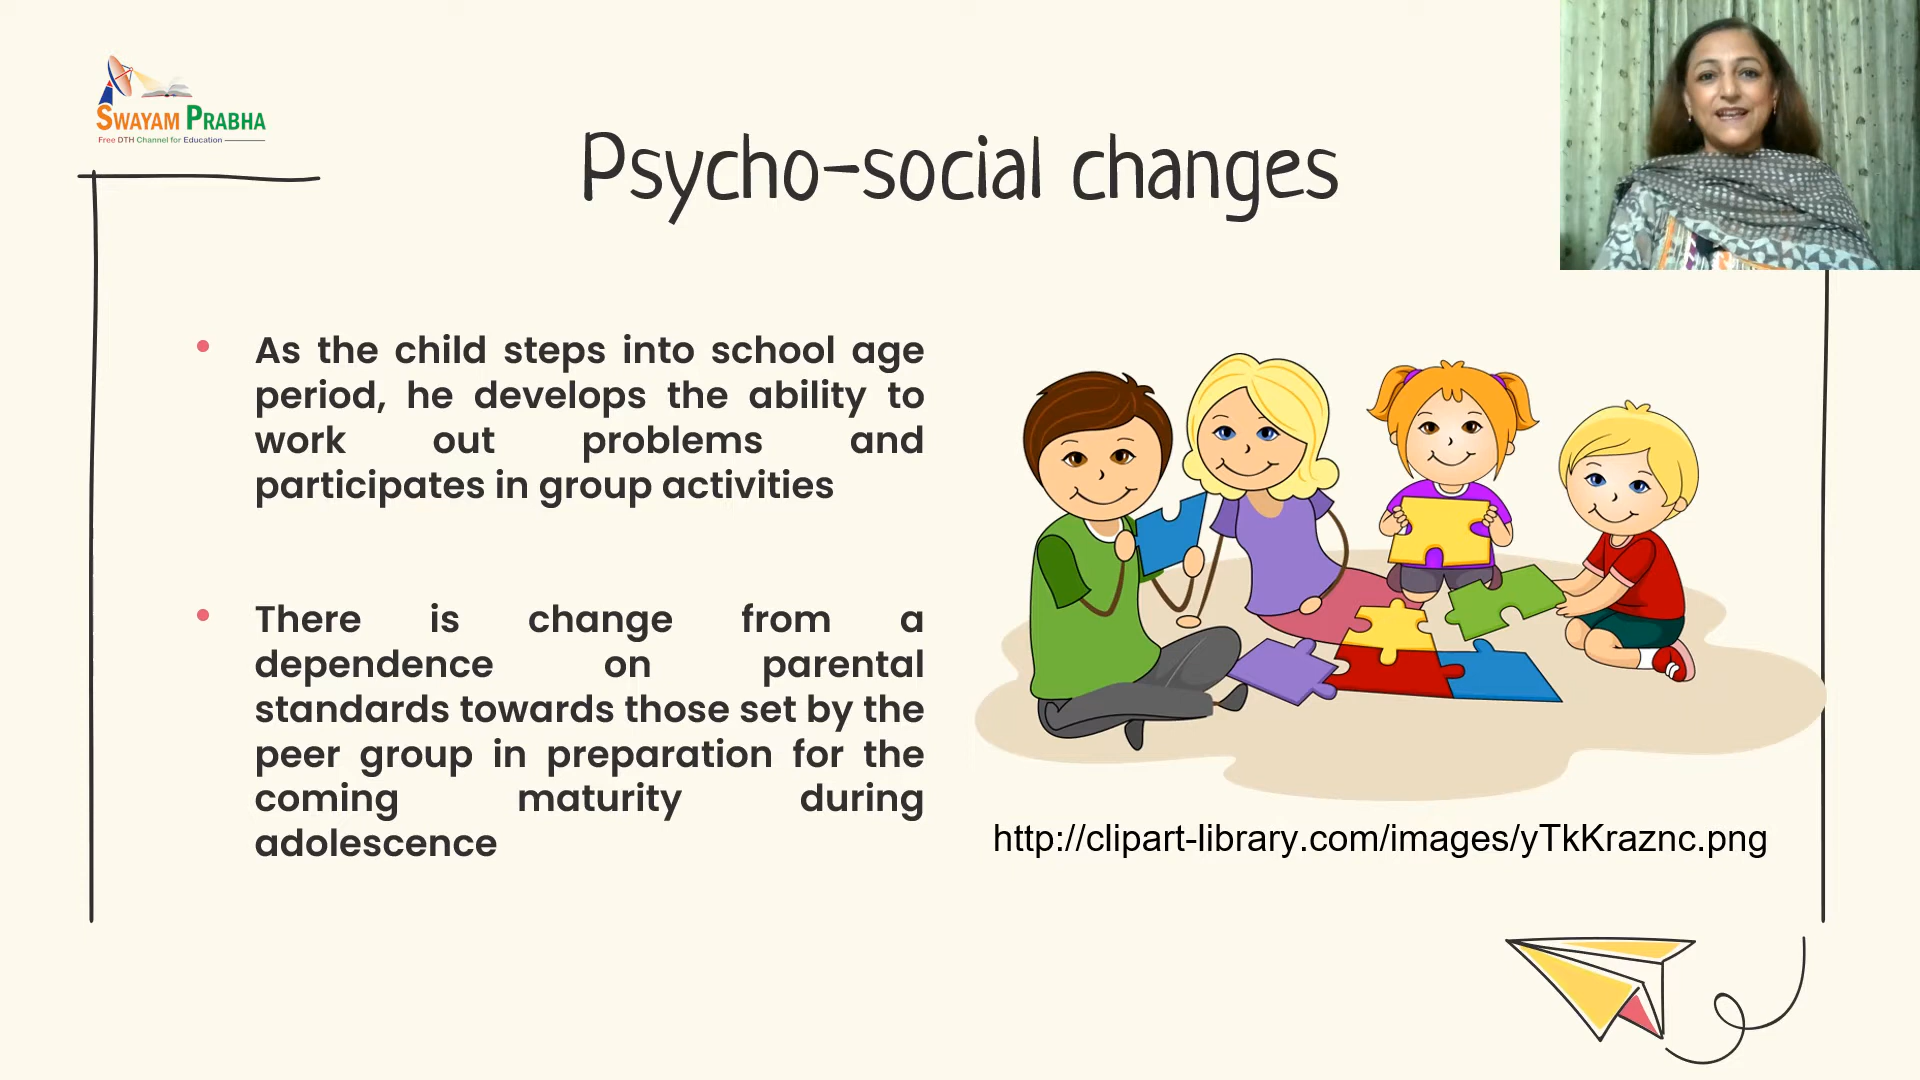 SWAYAM PRABHA
Free DTH Channel for Education
Psycho-social changes
• As the child steps into school age
period, he develops the ability to
work out problems and
participates in group activities
• There is change from a
dependence on parental
standards towards those set by the
peer group in preparation for the
coming maturity during
adolescence
http://clipart-library.com/images/yTkKraznc.png